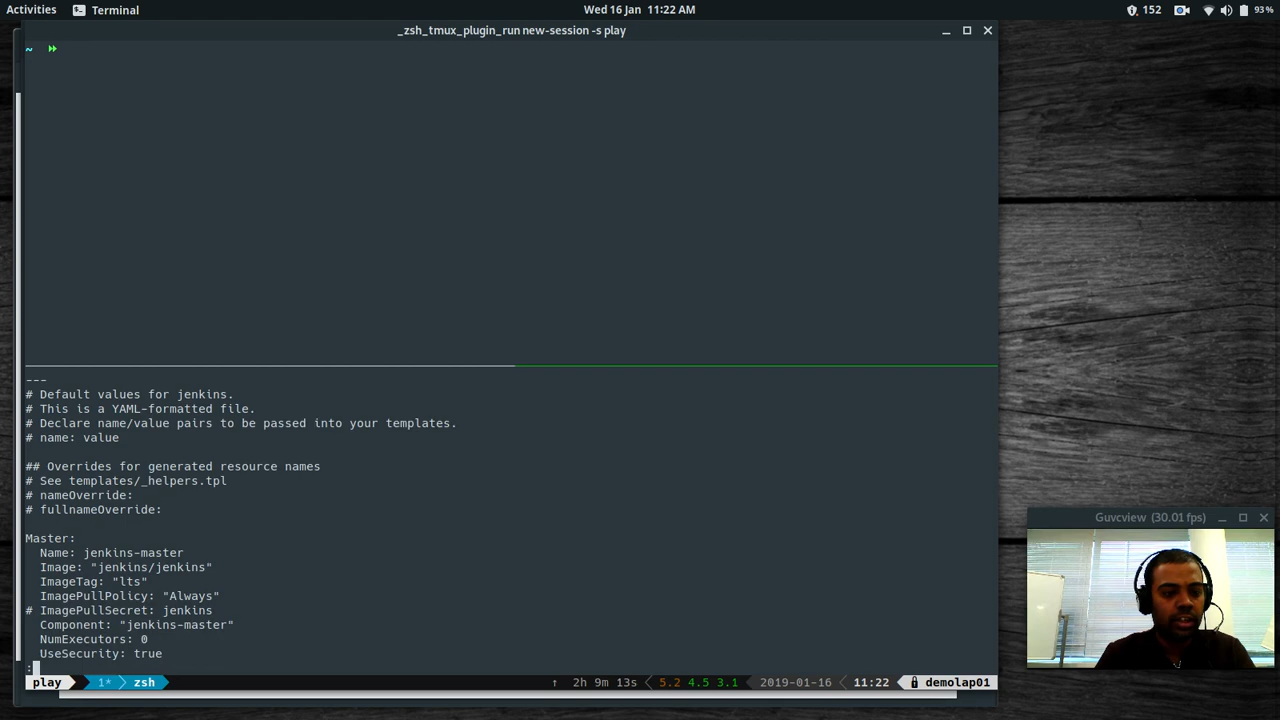 Activities
Terminal
Wed 16 Jan 11:22 AM
152
93%
_zsh_tmux_plugin_run new-session -s play
~
---
# Default values for jenkins.
# This is a YAML-formatted file.
# Declare name/value pairs to be passed into your templates.
# name: value
## Overrides for generated resource names
# See templates/_helpers.tpl
# nameOverride:
# fullnameOverride:
Master:
Name: jenkins-master
Image: "jenkins/jenkins"
ImageTag: "lts"
ImagePullPolicy: "Always"
# ImagePullSecret: jenkins
Component: "jenkins-master"
NumExecutors: 0
UseSecurity: true
:
play 1* zsh ↑ 2h 9m 13s 5.2 4.5 3.1 2019-01-16 11:22 demolap01
Guvcview (30.01 fps)